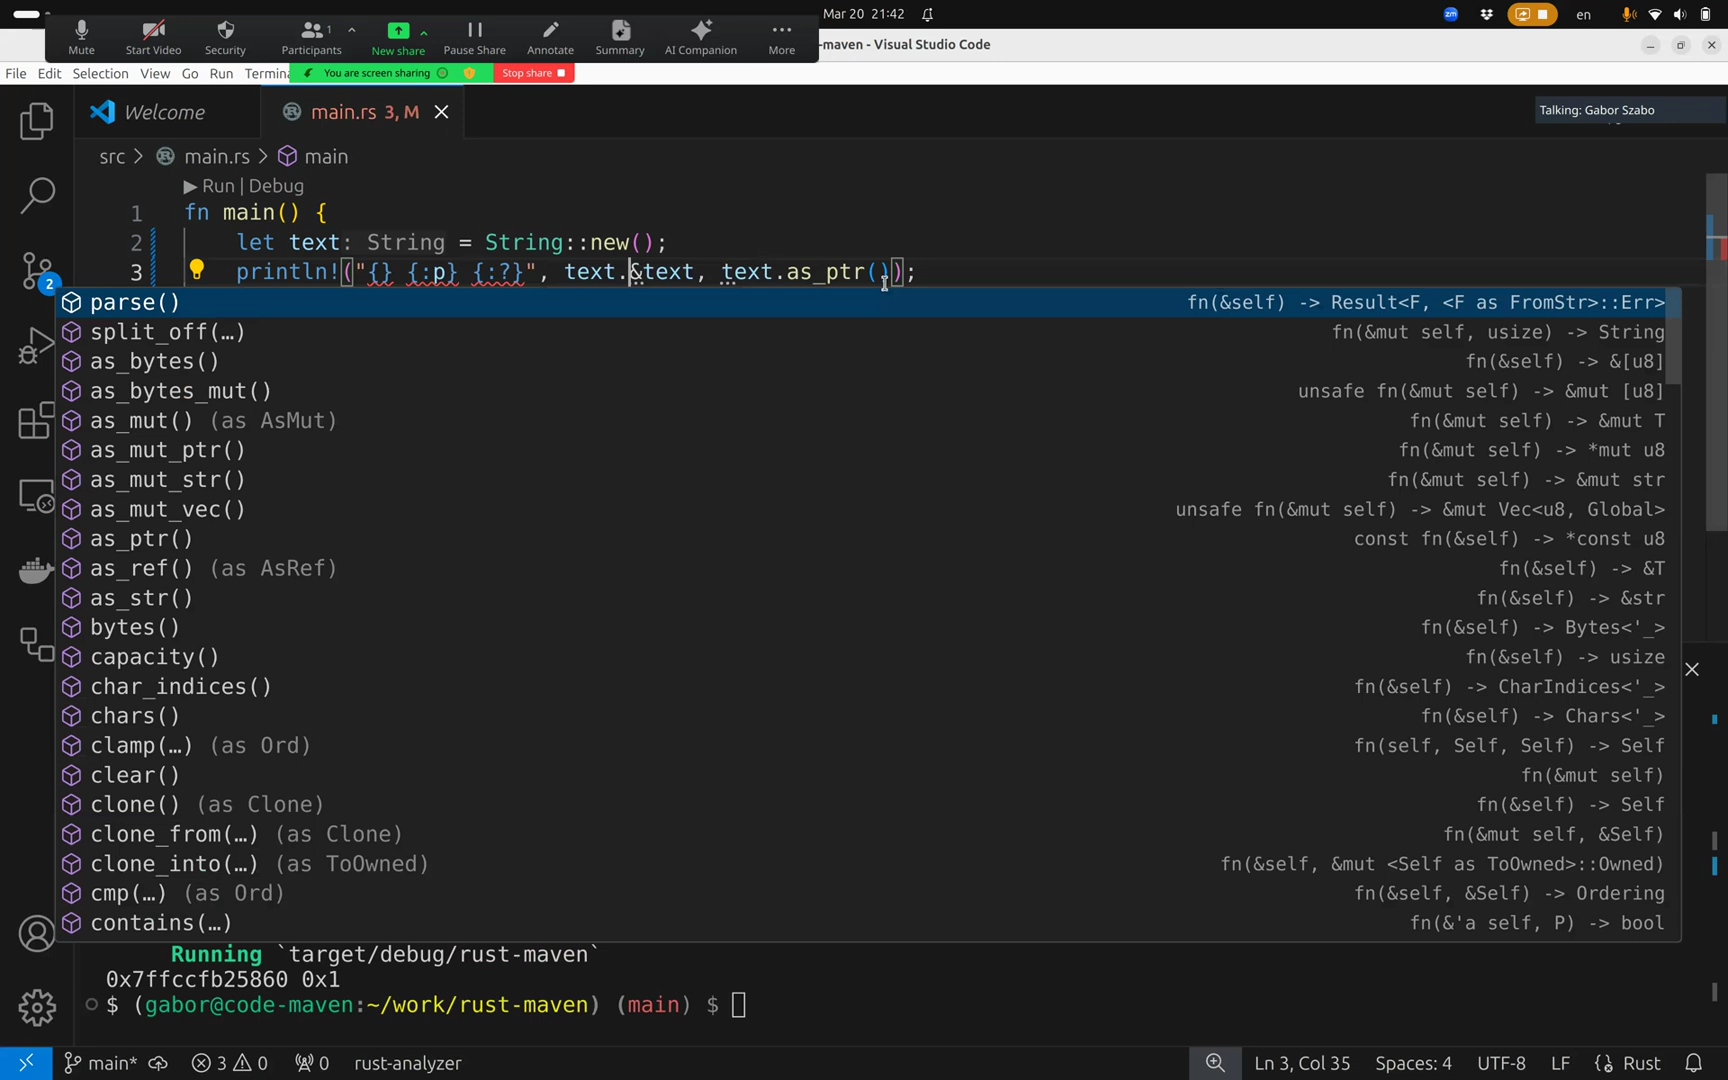 Mute
Start Video
Security
1
Participants
New share
Pause Share
Annotate
Summary
AI Companion
More
Mar 20 21:42
zm
en
-maven - Visual Studio Code
File Edit Selection View Go Run Termin
You are screen sharing
Stop share
Welcome
main.rs 3, M
Talking: Gabor Szabo
src > main.rs > main
Run | Debug
1 fn main() {
2 let text: String = String::new();
3 println!("{} {:p} {:?}", text.&text, text.as_ptr());
2
parse() fn(&self) -> Result<F, <F as FromStr>::Err>
split_off(…) fn(&mut self, usize) -> String
as_bytes() fn(&self) -> &[u8]
as_bytes_mut() unsafe fn(&mut self) -> &mut [u8]
as_mut() (as AsMut) fn(&mut self) -> &mut T
as_mut_ptr() fn(&mut self) -> *mut u8
as_mut_str() fn(&mut self) -> &mut str
as_mut_vec() unsafe fn(&mut self) -> &mut Vec<u8, Global>
as_ptr() const fn(&self) -> *const u8
as_ref() (as AsRef) fn(&self) -> &T
as_str() fn(&self) -> &str
bytes() fn(&self) -> Bytes<'_>
capacity() fn(&self) -> usize
char_indices() fn(&self) -> CharIndices<'_>
chars() fn(&self) -> Chars<'_>
clamp(…) (as Ord) fn(self, Self, Self) -> Self
clear() fn(&mut self)
clone() (as Clone) fn(&self) -> Self
clone_from(…) (as Clone) fn(&mut self, &Self)
clone_into(…) (as ToOwned) fn(&self, &mut <Self as ToOwned>::Owned)
cmp(…) (as Ord) fn(&self, &Self) -> Ordering
contains(…) fn(&'a self, P) -> bool
Running `target/debug/rust-maven`
0x7ffccfb25860 0x1
$ (gabor@code-maven:~/work/rust-maven) (main) $
main* 3 0 0 rust-analyzer Ln 3, Col 35 Spaces: 4 UTF-8 LF {} Rust